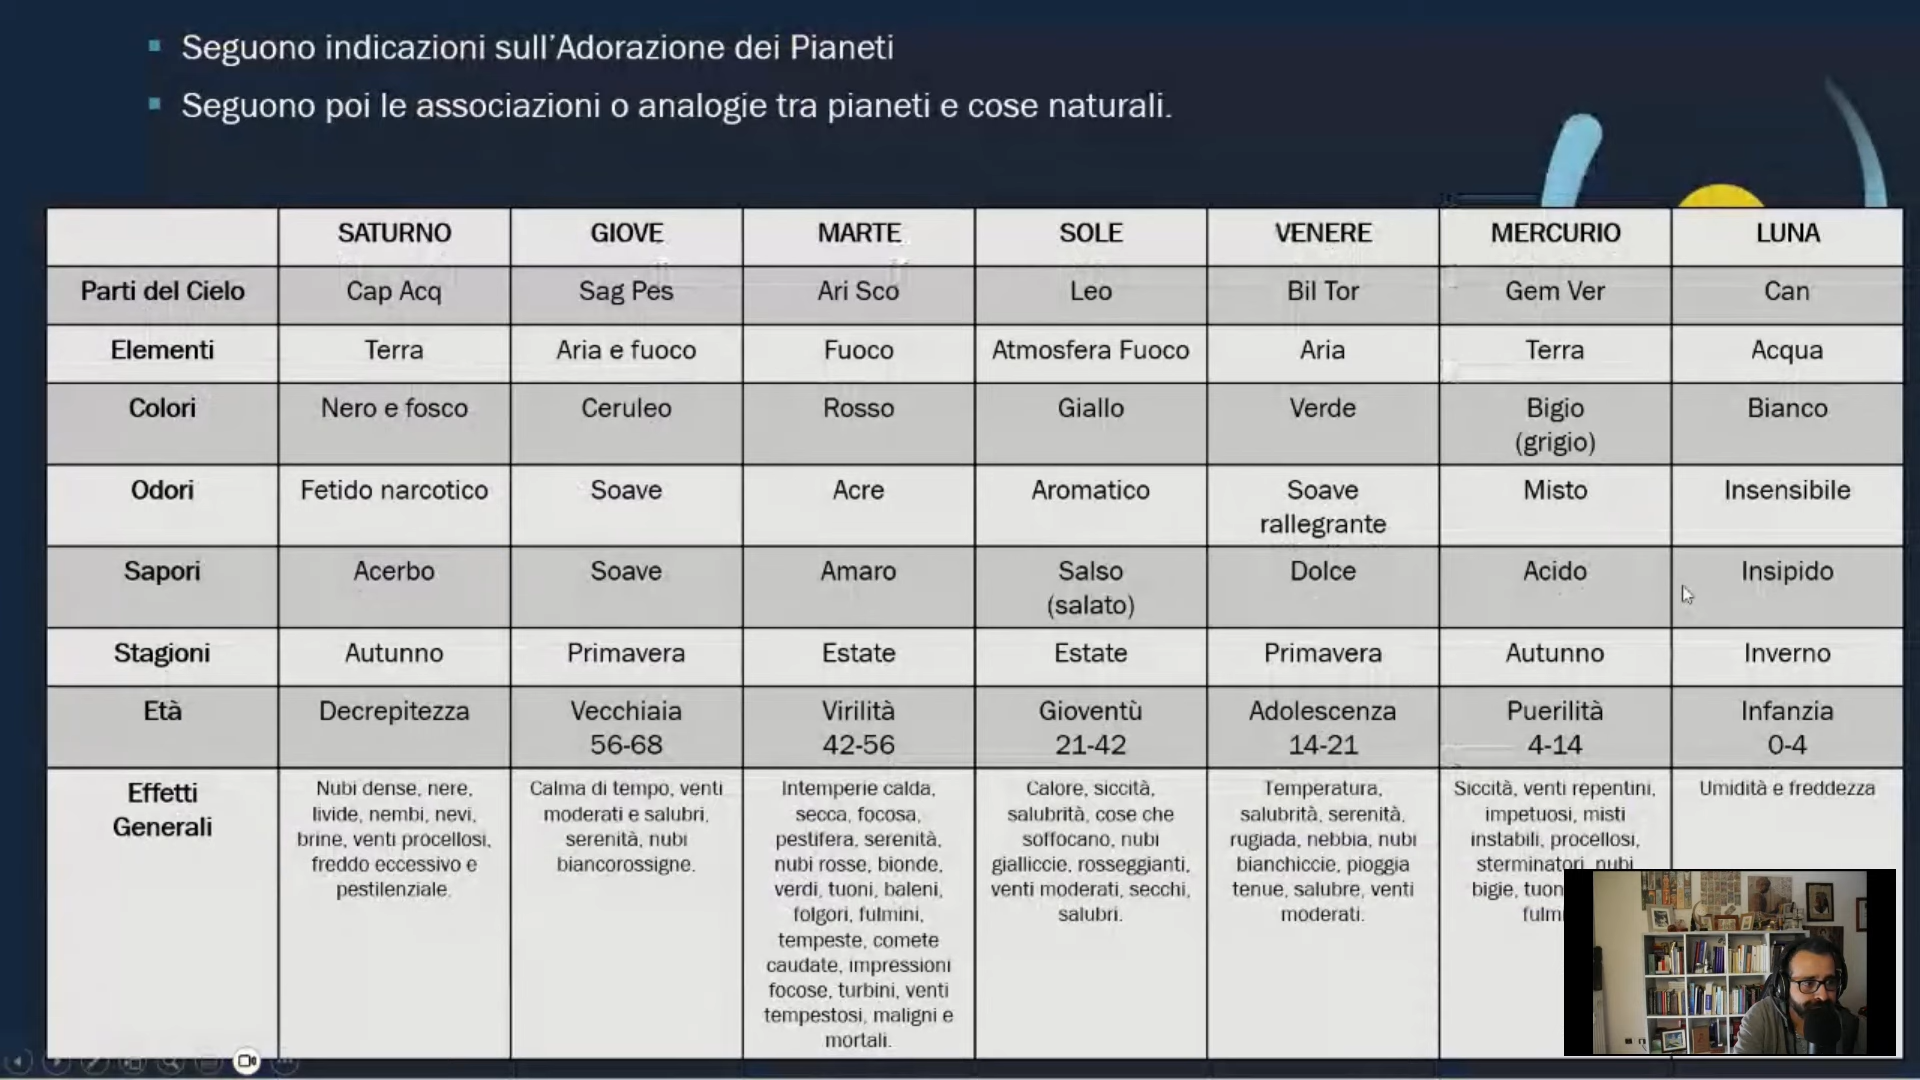 Seguono indicazioni sull'Adorazione dei Pianeti
Seguono poi le associazioni o analogie tra pianeti e cose naturali.
SATURNO GIOVE MARTE SOLE VENERE MERCURIO LUNA
Parti del Cielo Cap Acq Sag Pes Ari Sco Leo Bil Tor Gem Ver Can
Elementi Terra Aria e fuoco Fuoco Atmosfera Fuoco Aria Terra Acqua
Colori Nero e fosco Ceruleo Rosso Giallo Verde Bigio Bianco
(grigio)
Odori Fetido narcotico Soave Acre Aromatico Soave Misto Insensibile
rallegrante
Sapori Acerbo Soave Amaro Salso Dolce Acido Insipido
(salato)
Stagioni Autunno Primavera Estate Estate Primavera Autunno Inverno
Età Decrepitezza Vecchiaia Virilità Gioventù Adolescenza Puerilità Infanzia
56-68 42-56 21-42 14-21 4-14 0-4
Effetti
Generali
Nubi dense, nere,
livide, nembi, nevi,
brine, venti procellosi,
freddo eccessivo e
pestilenziale.
Calma di tempo, venti
moderati e salubri,
serenità, nubi
biancorossigne.
Intemperie calda,
secca, focosa,
pestifera, serenità,
nubi rosse, bionde,
verdi, tuoni, baleni,
folgori, fulmini,
tempeste, comete
caudate, impressioni
focose, turbini, venti
tempestosi, maligni e
mortali.
Calore, siccità,
salubrità, cose che
soffocano, nubi
gialliccie, rosseggianti,
venti moderati, secchi,
salubri.
Temperatura,
salubrità, serenità,
rugiada, nebbia, nubi
bianchiccie, pioggia
tenue, salubre, venti
moderati.
Siccità, venti repentini,
impetuosi, misti
instabili, procellosi,
sterminatori, nubi
bigie,
Umidità e freddezza